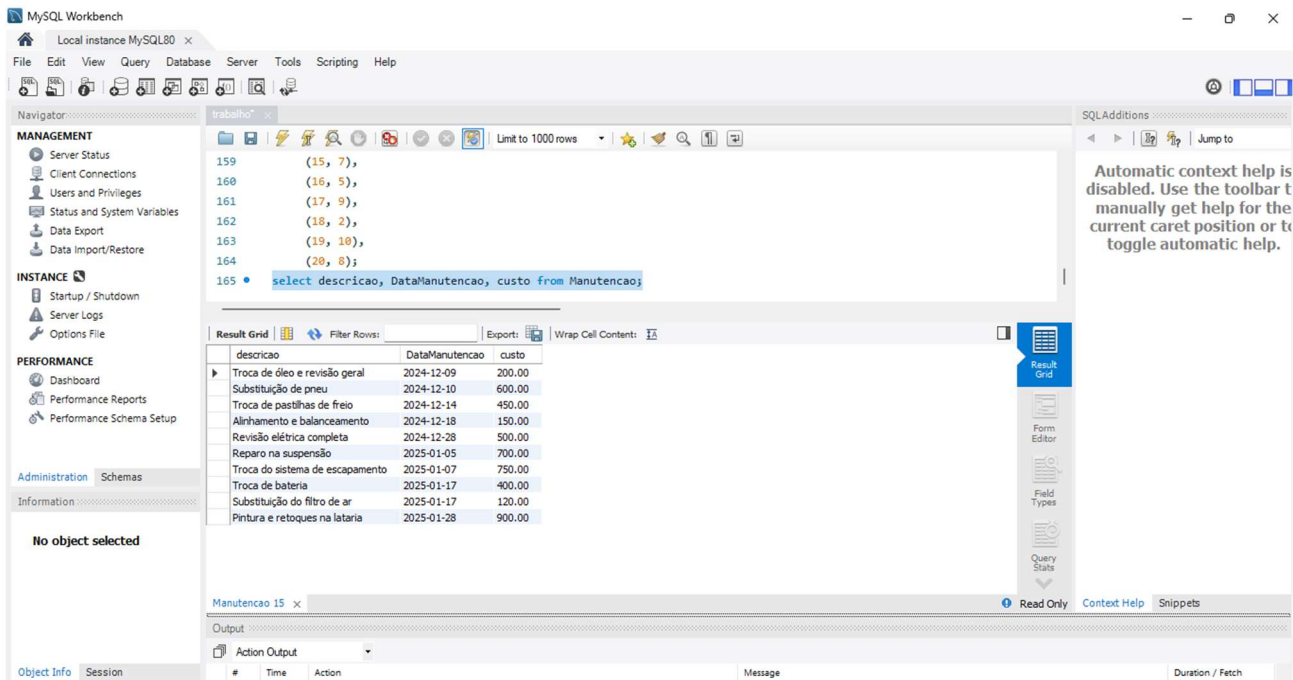 MySQL Workbench
Local instance MySQL80
File Edit View Query Database Server Tools Scripting Help
Navigator
MANAGEMENT
Server Status
Client Connections
Users and Privileges
Status and System Variables
Data Export
Data Import/Restore
INSTANCE
Startup / Shutdown
Server Logs
Options File
PERFORMANCE
Dashboard
Performance Reports
Performance Schema Setup
Administration Schemas
Information
No object selected
Object Info Session
trabalho*
Limit to 1000 rows
159 (15, 7),
160 (16, 5),
161 (17, 9),
162 (18, 2),
163 (19, 10),
164 (20, 8);
165 select descricao, DataManutencao, custo from Manutencao;
Result Grid Filter Rows: Export: Wrap Cell Content:
descricao DataManutencao custo
Troca de óleo e revisão geral 2024-12-09 200.00
Substituição de pneu 2024-12-10 600.00
Troca de pastilhas de freio 2024-12-14 450.00
Alinhamento e balanceamento 2024-12-18 150.00
Revisão elétrica completa 2024-12-28 500.00
Reparo na suspensão 2025-01-05 700.00
Troca do sistema de escapamento 2025-01-07 750.00
Troca de bateria 2025-01-17 400.00
Substituição do filtro de ar 2025-01-17 120.00
Pintura e retoques na lataria 2025-01-28 900.00
Result
Grid
Form
Editor
Field
Types
Query
Stats
Manutencao 15
Read Only
Output
Action Output
# Time Action Message Duration / Fetch
SQLAdditions
Jump to
Automatic context help is
disabled. Use the toolbar t
manually get help for the
current caret position or to
toggle automatic help.
Context Help Snippets